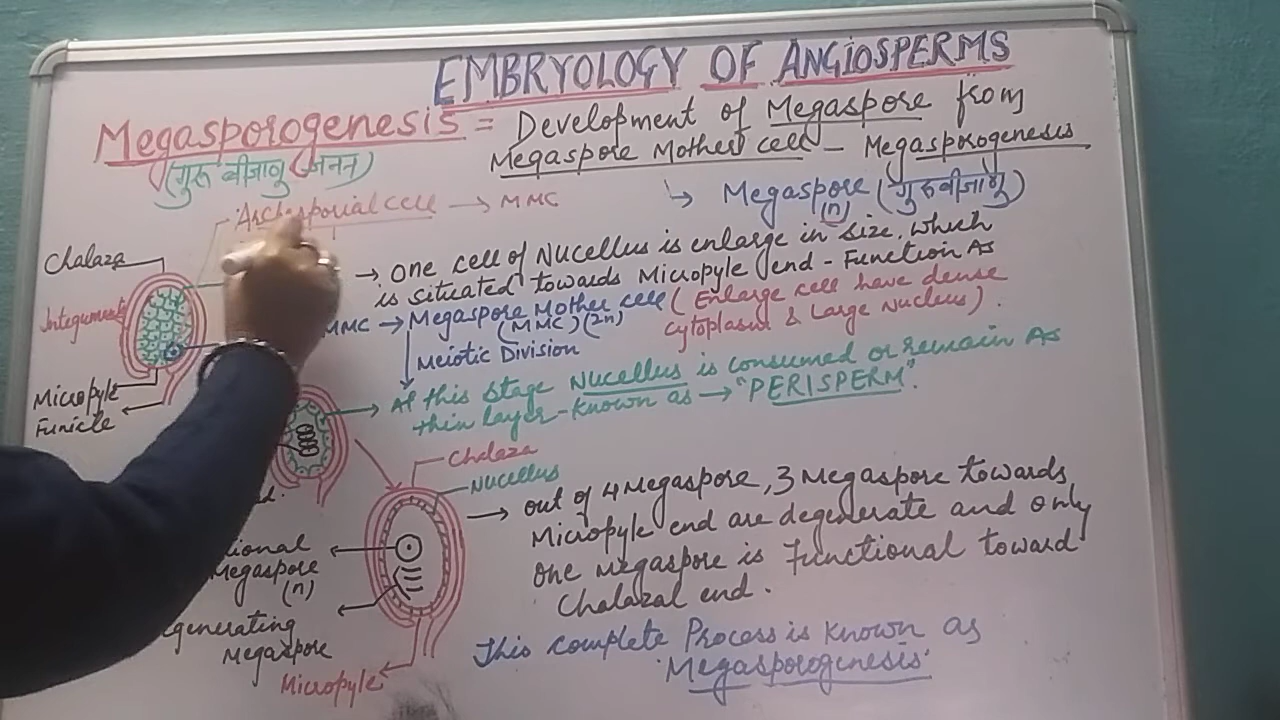 EMBRYOLOGY OF ANGIOSPERMS
Megasporogenesis = Development of Megaspore from
Megaspore Mother cell - Megasporogenesis
(गुरू बीजाणु जनन)
↳ Megaspore (गुरूबीजाणु)
(n)
Archesporial cell → MMC
Chalaza
Integument
Micropyle
Funicle
→ One cell of Nucellus is enlarge in size, which
is situated towards Micropyle end - Function As
MMC → Megaspore Mother cell (Enlarge cell have dense
(MMC) (2n) cytoplasm & Large Nucleus).
Meiotic Division
→ At this stage Nucellus is consumed or remain As
thin layer - known as → "PERISPERM".
Chalaza
Nucellus
→ out of 4 Megaspore, 3 Megaspore towards
Micropyle end are degenerate and only
one megaspore is functional toward
Chalazal end.
Megaspore
(n)
Megaspore
Micropyle
This complete Process is known as
'Megasporogenesis'